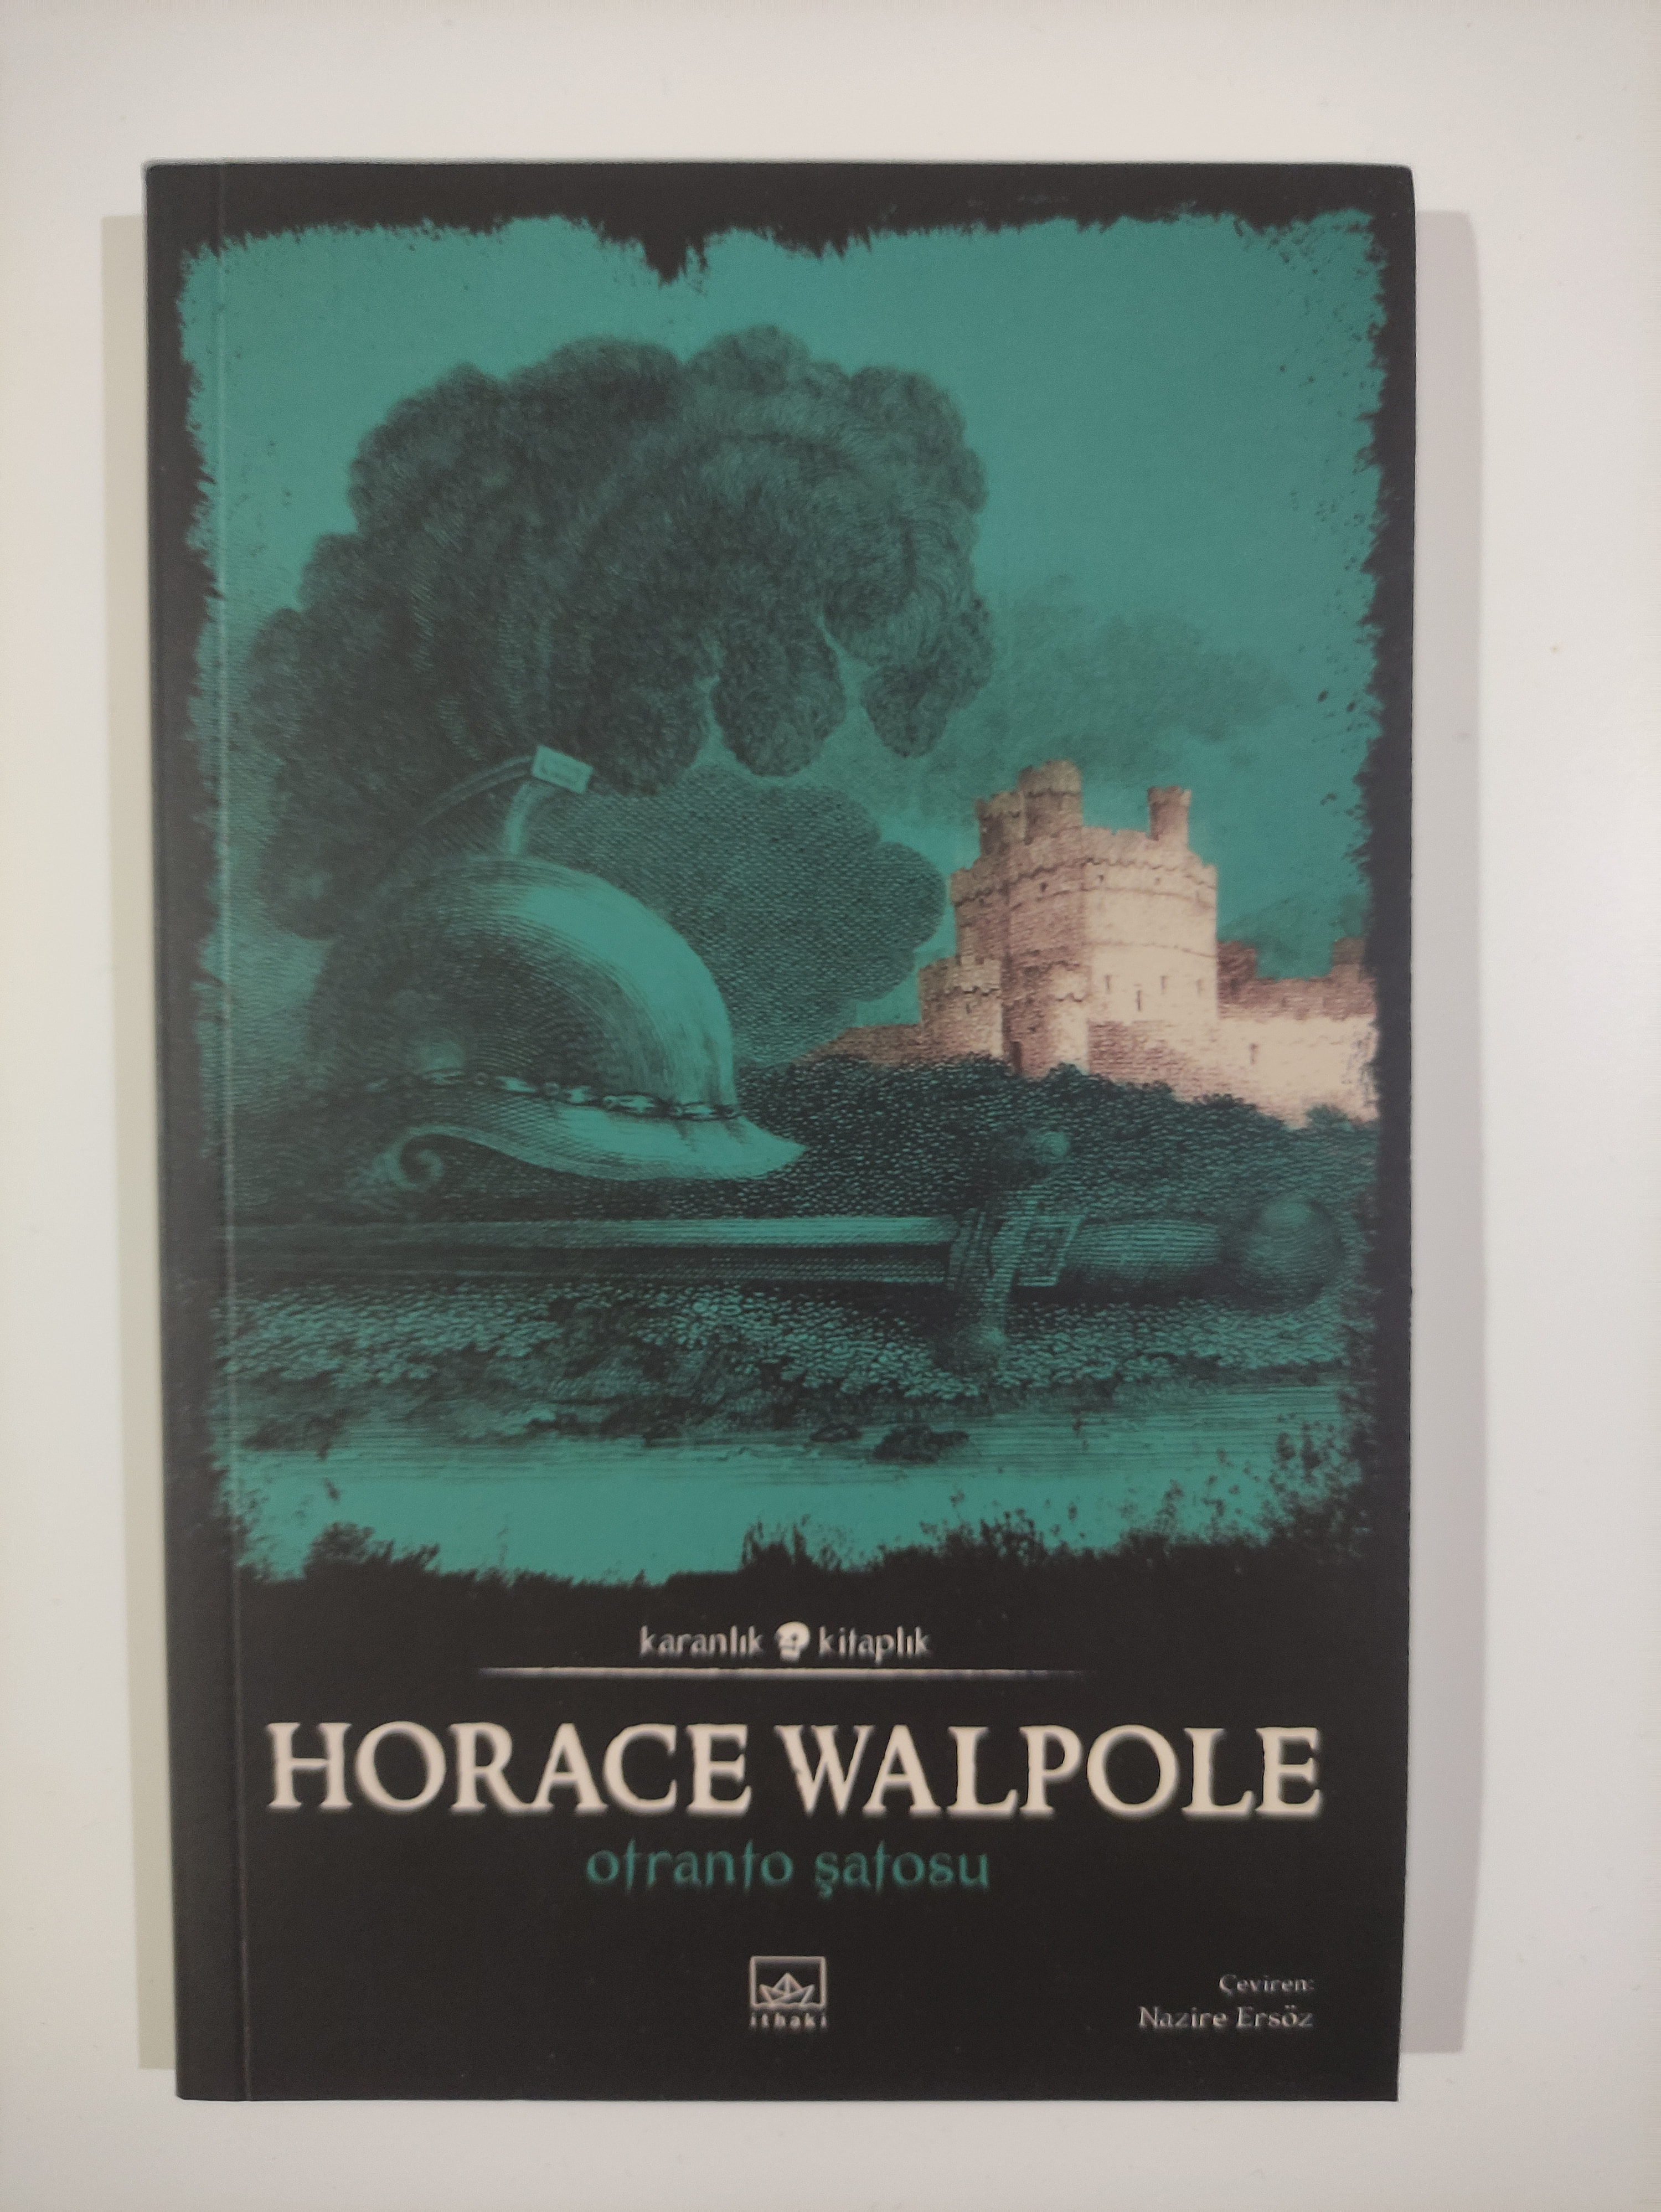 karanlık kitaplık
HORACE WALPOLE
otranto şatosu
ithaki
Çeviren:
Nazire Ersöz